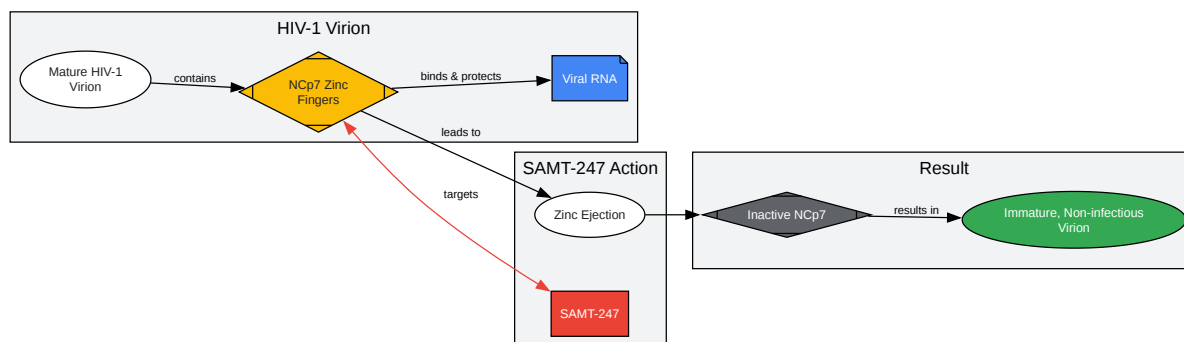 HIV-1 Virion
Mature HIV-1
Virion
contains
NCp7 Zinc
Fingers
binds & protects
Viral RNA
leads to
targets
SAMT-247 Action
Zinc Ejection
SAMT-247
Result
Inactive NCp7
results in
Immature, Non-infectious
Virion